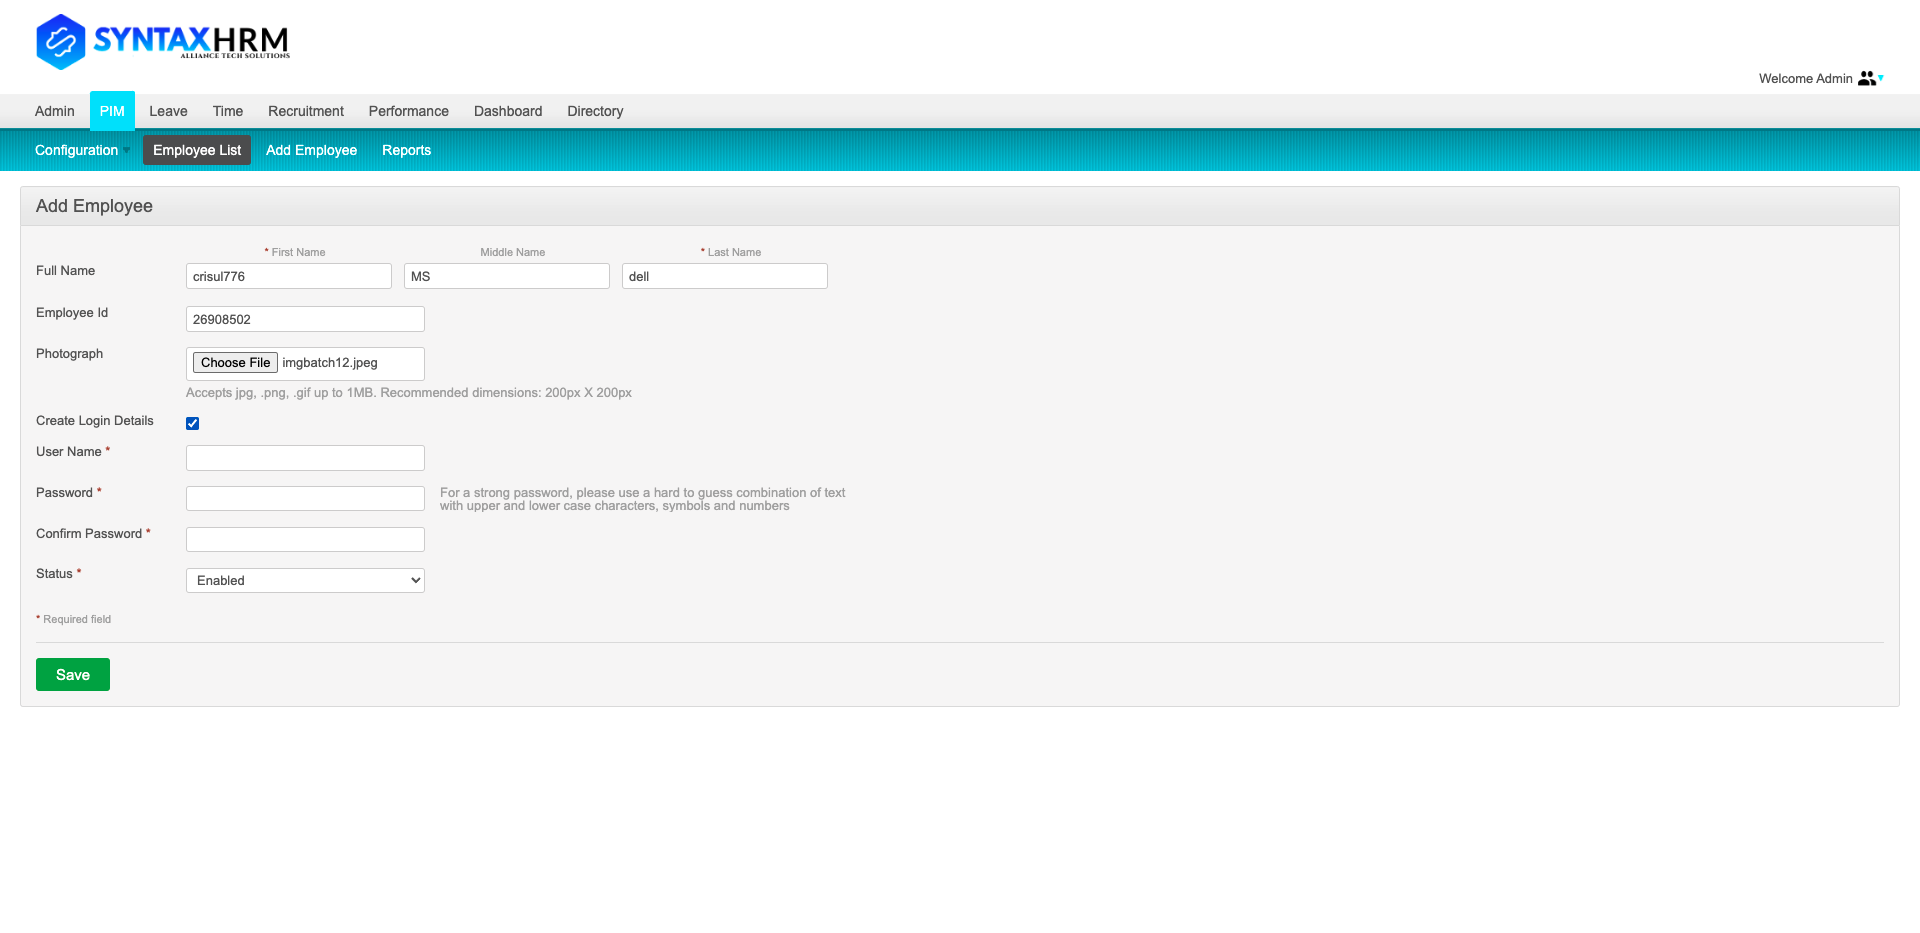 SYNTAXHRM
ALLIANCE TECH SOLUTIONS
Welcome Admin
Admin PIM Leave Time Recruitment Performance Dashboard Directory
Configuration Employee List Add Employee Reports
Add Employee
* First Name Middle Name * Last Name
Full Name crisul776 MS dell
Employee Id 26908502
Photograph Choose File imgbatch12.jpeg
Accepts jpg, .png, .gif up to 1MB. Recommended dimensions: 200px X 200px
Create Login Details
User Name *
Password * For a strong password, please use a hard to guess combination of text
with upper and lower case characters, symbols and numbers
Confirm Password *
Status * Enabled
* Required field
Save